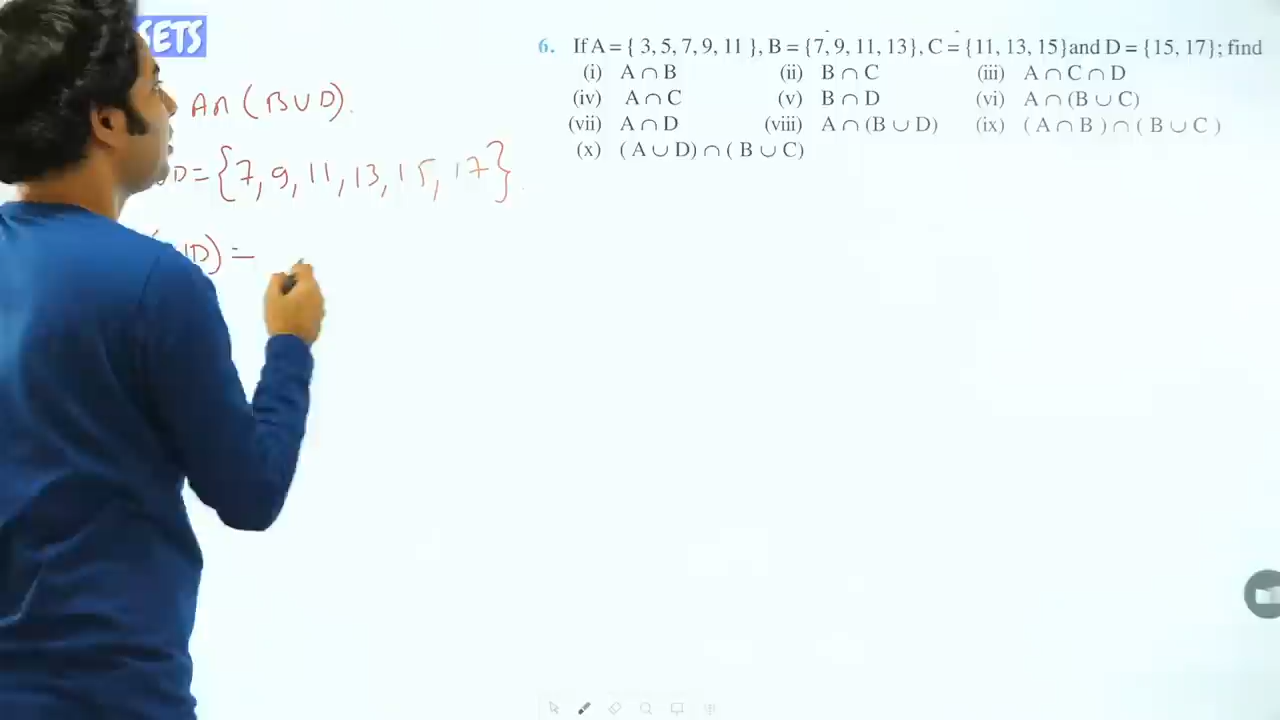 SETS
A∩(B∪D).
D={7, 9, 11, 13, 15, 17}.
∪D)=
6. If A = { 3, 5, 7, 9, 11 }, B = {7, 9, 11, 13}, C = {11, 13, 15}and D = {15, 17}; find
(i) A ∩ B (ii) B ∩ C (iii) A ∩ C ∩ D
(iv) A ∩ C (v) B ∩ D (vi) A ∩ (B ∪ C)
(vii) A ∩ D (viii) A ∩ (B ∪ D) (ix) ( A ∩ B ) ∩ ( B ∪ C )
(x) ( A ∪ D) ∩ ( B ∪ C)